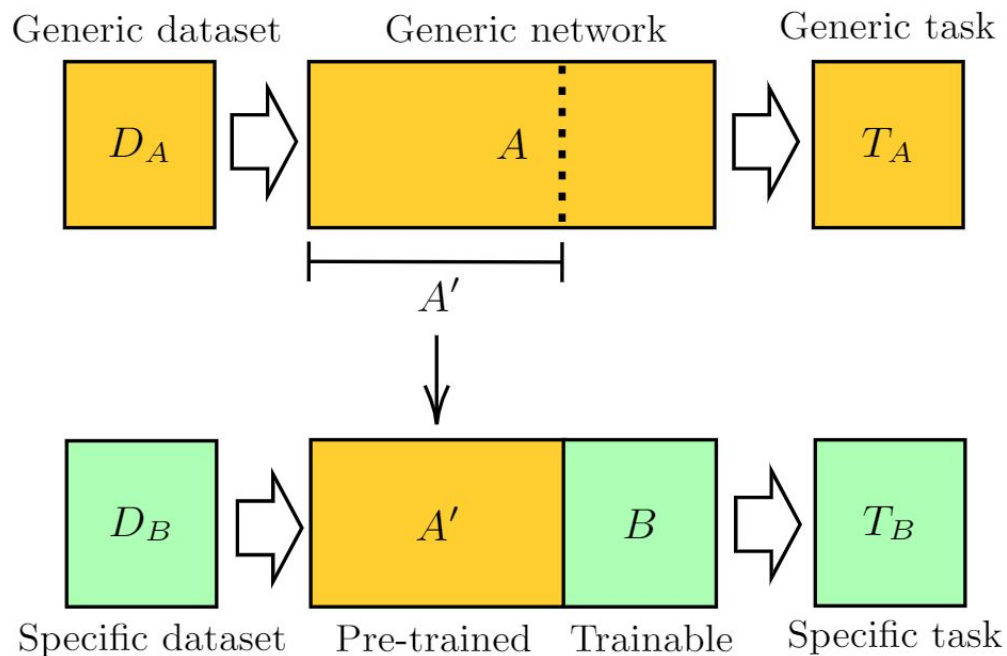 Generic dataset
Generic network
Generic task
D_A
A
T_A
A′
D_B
A′
B
T_B
Specific dataset
Pre-trained
Trainable
Specific task